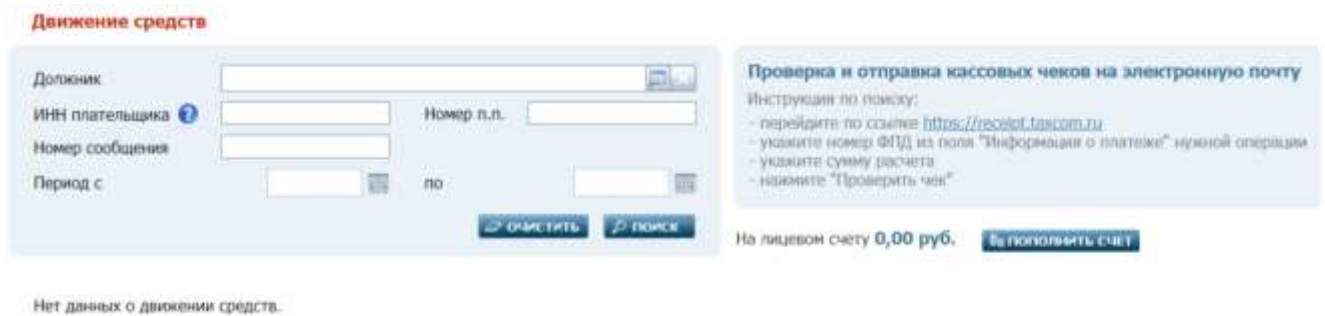 Движение средств
Должник
ИНН плательщика ?
Номер п.п.
Номер сообщения
Период с
по
ОЧИСТИТЬ
ПОИСК
Проверка и отправка кассовых чеков на электронную почту
Инструкция по поиску:
- перейдите по ссылке https://receipt.taxcom.ru
- укажите номер ФПД из поля "Информация о платеже" нужной операции
- укажите сумму расчета
- нажмите "Проверить чек"
На лицевом счету 0,00 руб.
ПОПОЛНИТЬ СЧЕТ
Нет данных о движении средств.